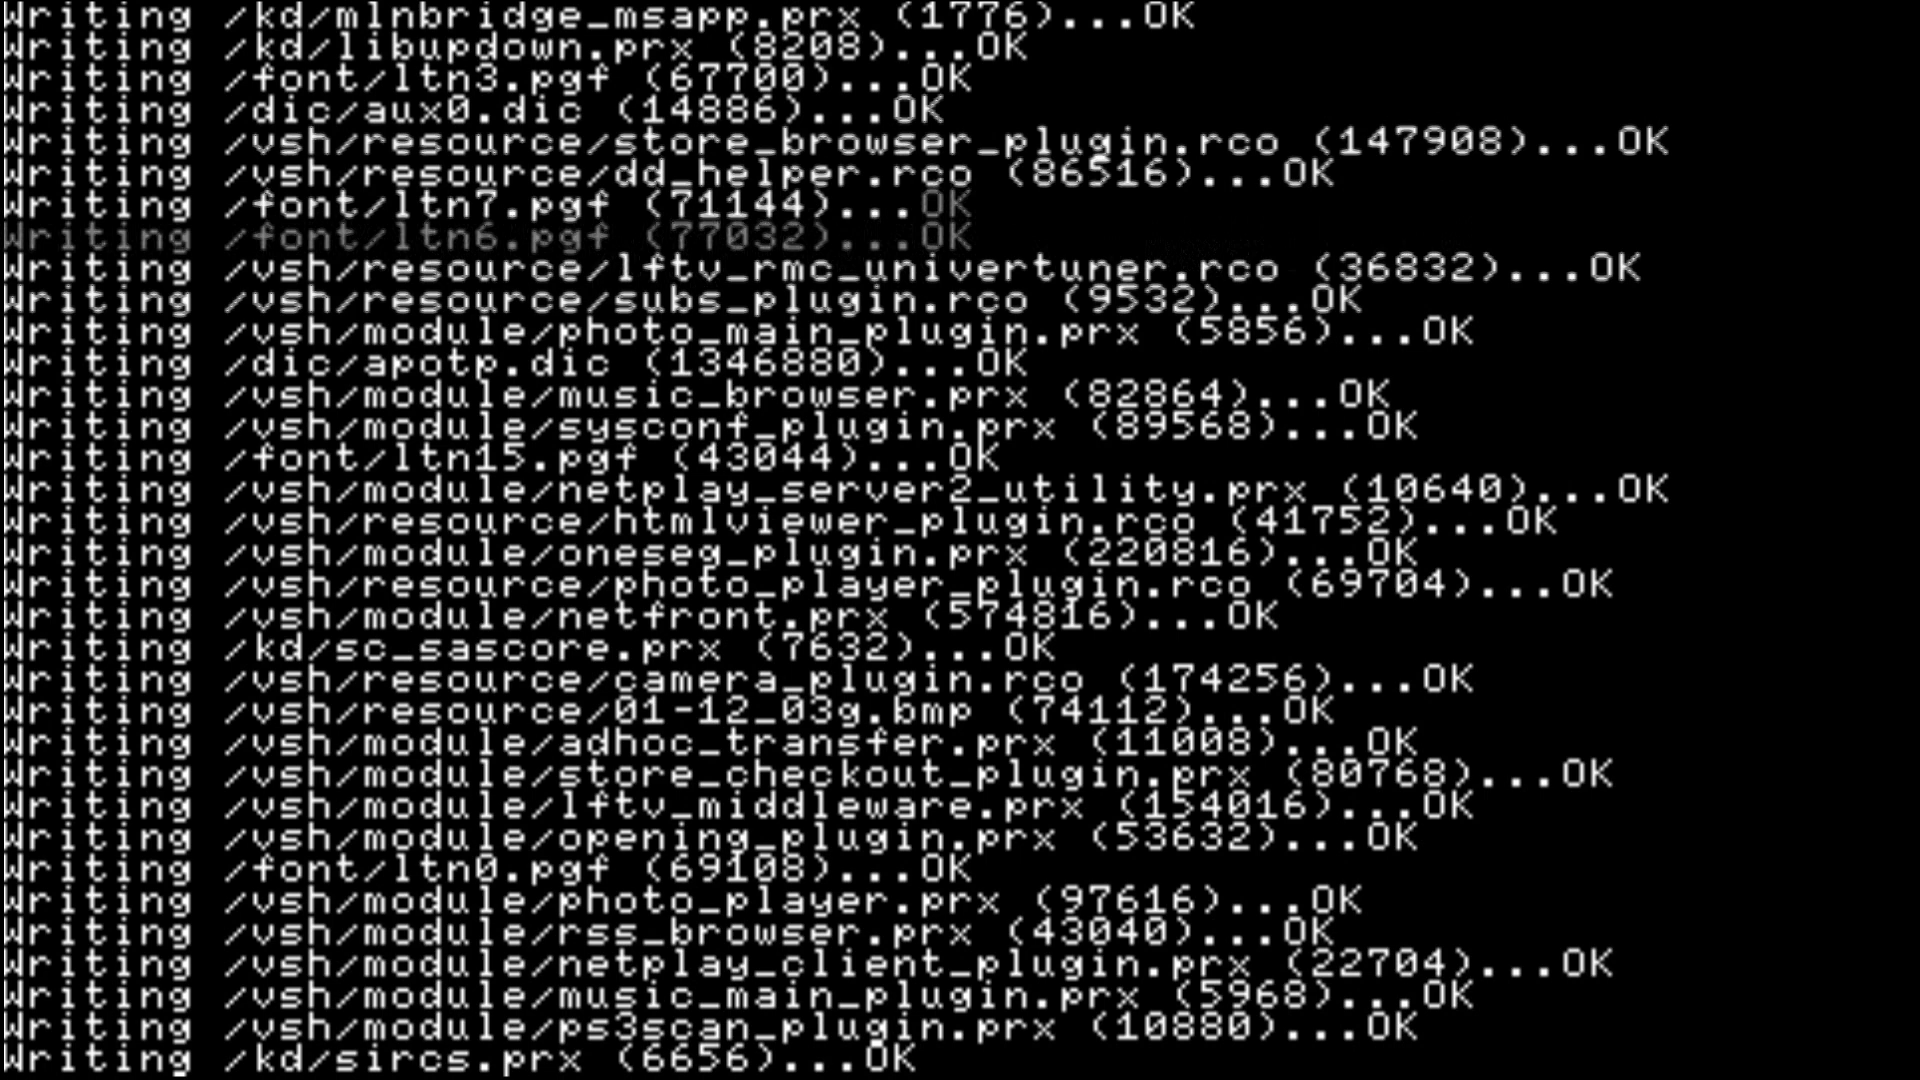 Writing /kd/mlnbridge_msapp.prx (1776)...OK
Writing /kd/libupdown.prx (8208)...OK
Writing /font/ltn3.pgf (67700)...OK
Writing /dic/aux0.dic (14886)...OK
Writing /vsh/resource/store_browser_plugin.rco (147908)...OK
Writing /vsh/resource/dd_helper.rco (86516)...OK
Writing /font/ltn7.pgf (71144)...OK
Writing /font/ltn6.pgf (77032)...OK
Writing /vsh/resource/lftv_rmc_univertuner.rco (36832)...OK
Writing /vsh/resource/subs_plugin.rco (9532)...OK
Writing /vsh/module/photo_main_plugin.prx (5856)...OK
Writing /dic/apotp.dic (1346880)...OK
Writing /vsh/module/music_browser.prx (82864)...OK
Writing /vsh/module/sysconf_plugin.prx (89568)...OK
Writing /font/ltn15.pgf (43044)...OK
Writing /vsh/module/netplay_server2_utility.prx (10640)...OK
Writing /vsh/resource/htmlviewer_plugin.rco (41752)...OK
Writing /vsh/module/oneseg_plugin.prx (220816)...OK
Writing /vsh/resource/photo_player_plugin.rco (69704)...OK
Writing /vsh/module/netfront.prx (574816)...OK
Writing /kd/sc_sascore.prx (7632)...OK
Writing /vsh/resource/camera_plugin.rco (174256)...OK
Writing /vsh/resource/01-12_03g.bmp (74112)...OK
Writing /vsh/module/adhoc_transfer.prx (11008)...OK
Writing /vsh/module/store_checkout_plugin.prx (80768)...OK
Writing /vsh/module/lftv_middleware.prx (154016)...OK
Writing /vsh/module/opening_plugin.prx (53632)...OK
Writing /font/ltn0.pgf (69108)...OK
Writing /vsh/module/photo_player.prx (97616)...OK
Writing /vsh/module/rss_browser.prx (43040)...OK
Writing /vsh/module/netplay_client_plugin.prx (22704)...OK
Writing /vsh/module/music_main_plugin.prx (5968)...OK
Writing /vsh/module/ps3scan_plugin.prx (10880)...OK
Writing /kd/sircs.prx (6656)...OK